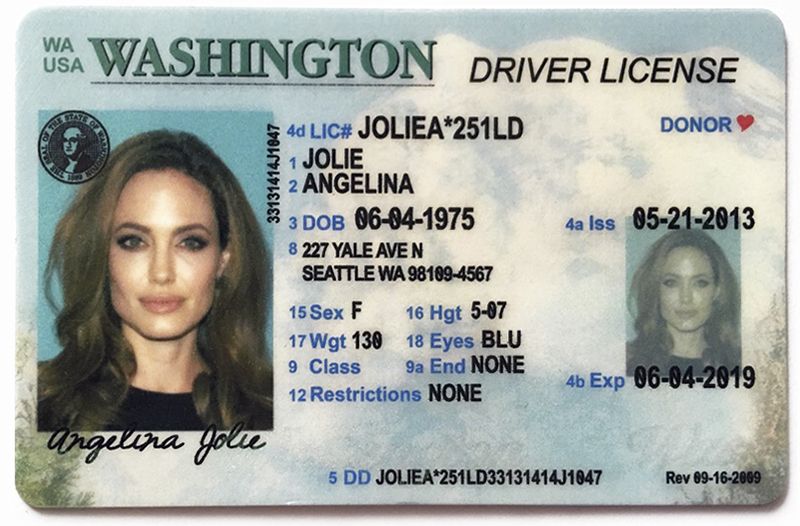 WA
USA
WASHINGTON
DRIVER LICENSE
THE SEAL OF THE STATE OF WASHINGTON 1889
33131414J1047
4d LIC# JOLIEA*251LD
DONOR
1 JOLIE
2 ANGELINA
3 DOB 06-04-1975
4a Iss 05-21-2013
8 227 YALE AVE N
SEATTLE WA 98109-4567
15 Sex F 16 Hgt 5-07
17 Wgt 130 18 Eyes BLU
9 Class 9a End NONE
12 Restrictions NONE
4b Exp 06-04-2019
Angelina Jolie
5 DD JOLIEA*251LD33131414J1047
Rev 09-16-2009